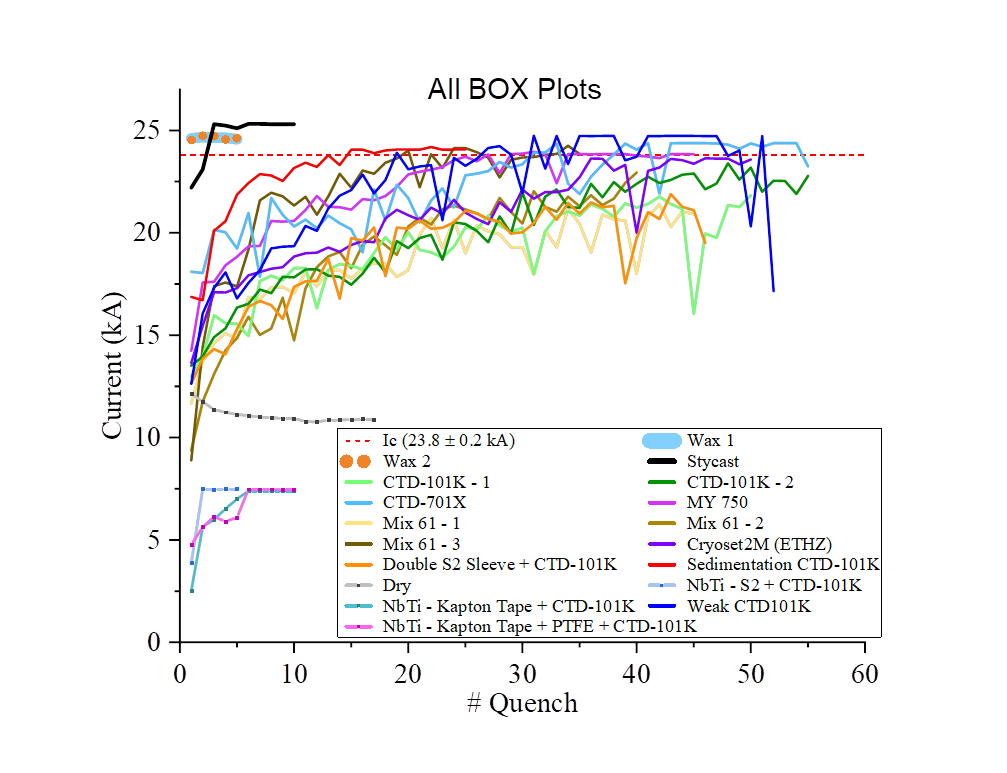 All BOX Plots
25
20
15
10
5
0
Current (kA)
Ic (23.8 ± 0.2 kA)
Wax 1
Wax 2
Stycast
CTD-101K - 1
CTD-101K - 2
CTD-701X
MY 750
Mix 61 - 1
Mix 61 - 2
Mix 61 - 3
Cryoset2M (ETHZ)
Double S2 Sleeve + CTD-101K
Sedimentation CTD-101K
Dry
NbTi - S2 + CTD-101K
NbTi - Kapton Tape + CTD-101K
Weak CTD101K
NbTi - Kapton Tape + PTFE + CTD-101K
0 10 20 30 40 50 60
# Quench